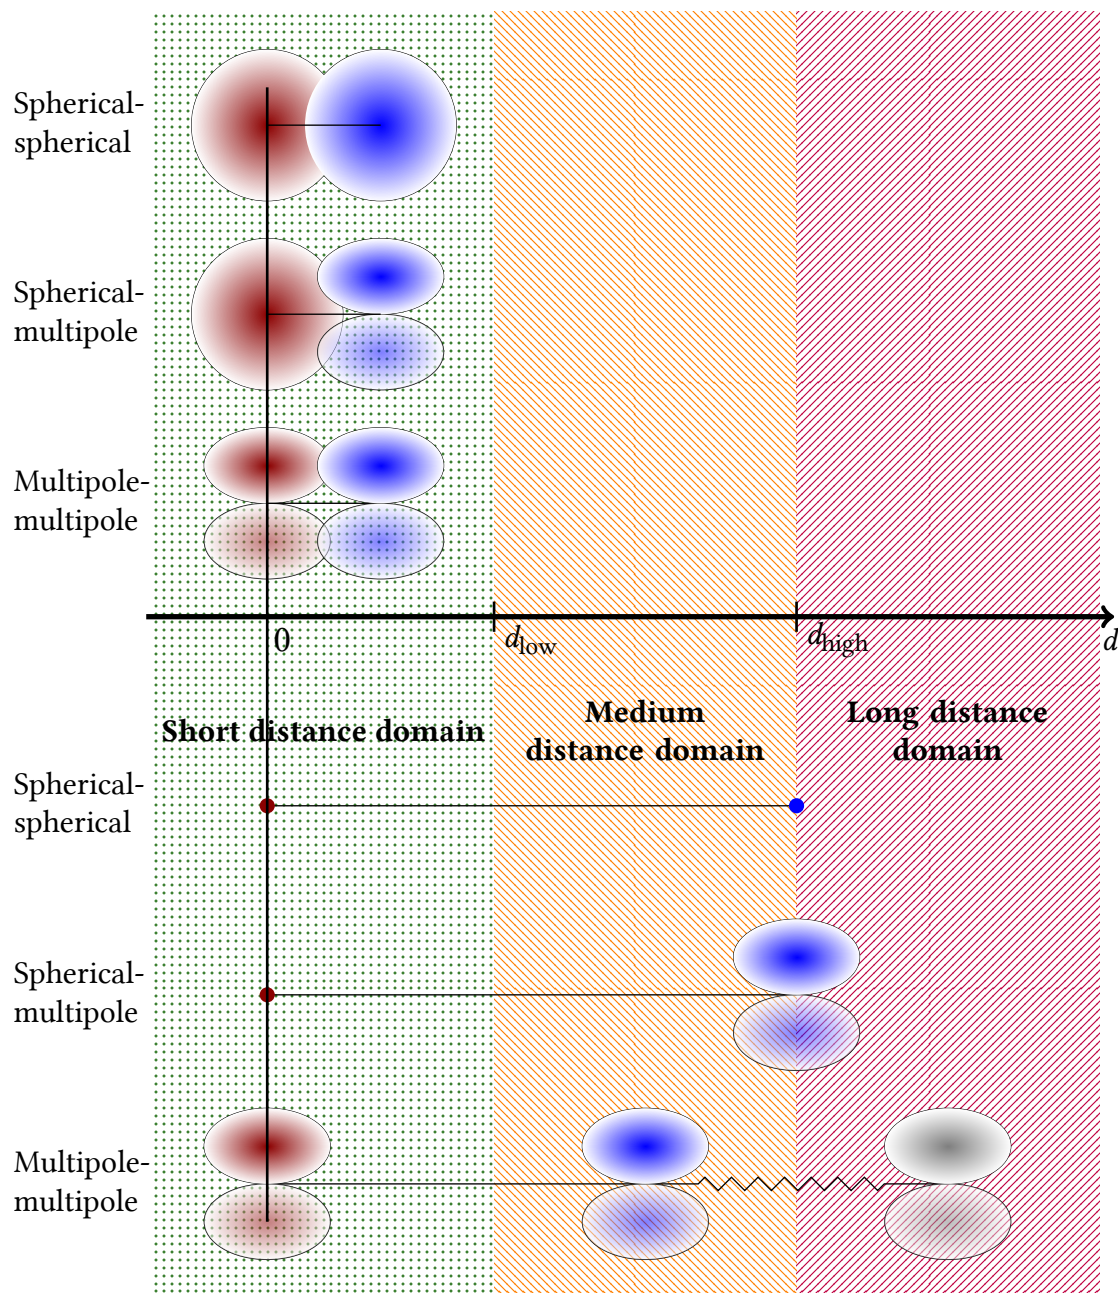 Spherical-
spherical
Spherical-
multipole
Multipole-
multipole
0
d_low
d_high
d
Short distance domain
Medium
distance domain
Long distance
domain
Spherical-
spherical
Spherical-
multipole
Multipole-
multipole